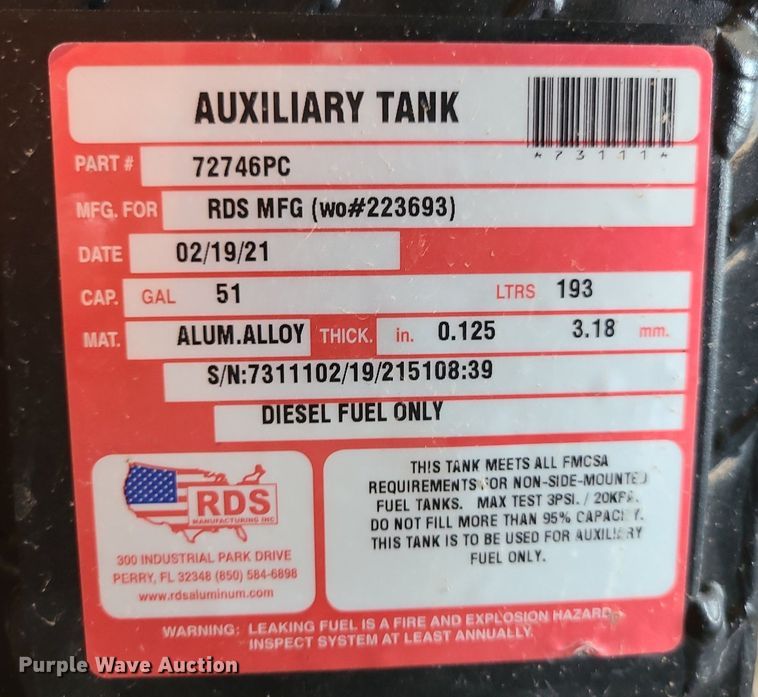 AUXILIARY TANK
*73111*
PART # 72746PC
MFG. FOR RDS MFG (wo#223693)
DATE 02/19/21
CAP. GAL 51 LTRS 193
MAT. ALUM.ALLOY THICK. in. 0.125 3.18 mm.
S/N:7311102/19/215108:39
DIESEL FUEL ONLY
RDS
MANUFACTURING INC
300 INDUSTRIAL PARK DRIVE
PERRY, FL 32348 (850) 584-6898
www.rdsaluminum.com
THIS TANK MEETS ALL FMCSA
REQUIREMENTS FOR NON-SIDE-MOUNTED
FUEL TANKS. MAX TEST 3PSI. / 20KPA.
DO NOT FILL MORE THAN 95% CAPACITY.
THIS TANK IS TO BE USED FOR AUXILIARY
FUEL ONLY.
WARNING: LEAKING FUEL IS A FIRE AND EXPLOSION HAZARD.
INSPECT SYSTEM AT LEAST ANNUALLY.
Purple Wave Auction